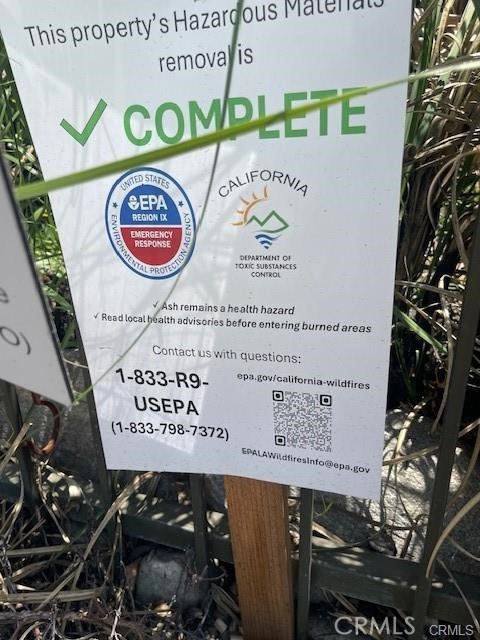 This property's Hazardous Materials
removal is
✓ COMPLETE
UNITED STATES
EPA
REGION IX
EMERGENCY
RESPONSE
ENVIRONMENTAL PROTECTION AGENCY
CALIFORNIA
DEPARTMENT OF
TOXIC SUBSTANCES
CONTROL
✓ Ash remains a health hazard
✓ Read local health advisories before entering burned areas
Contact us with questions:
1-833-R9-
USEPA
(1-833-798-7372)
epa.gov/california-wildfires
EPALAWildfiresInfo@epa.gov
CRMLS
CRMLS